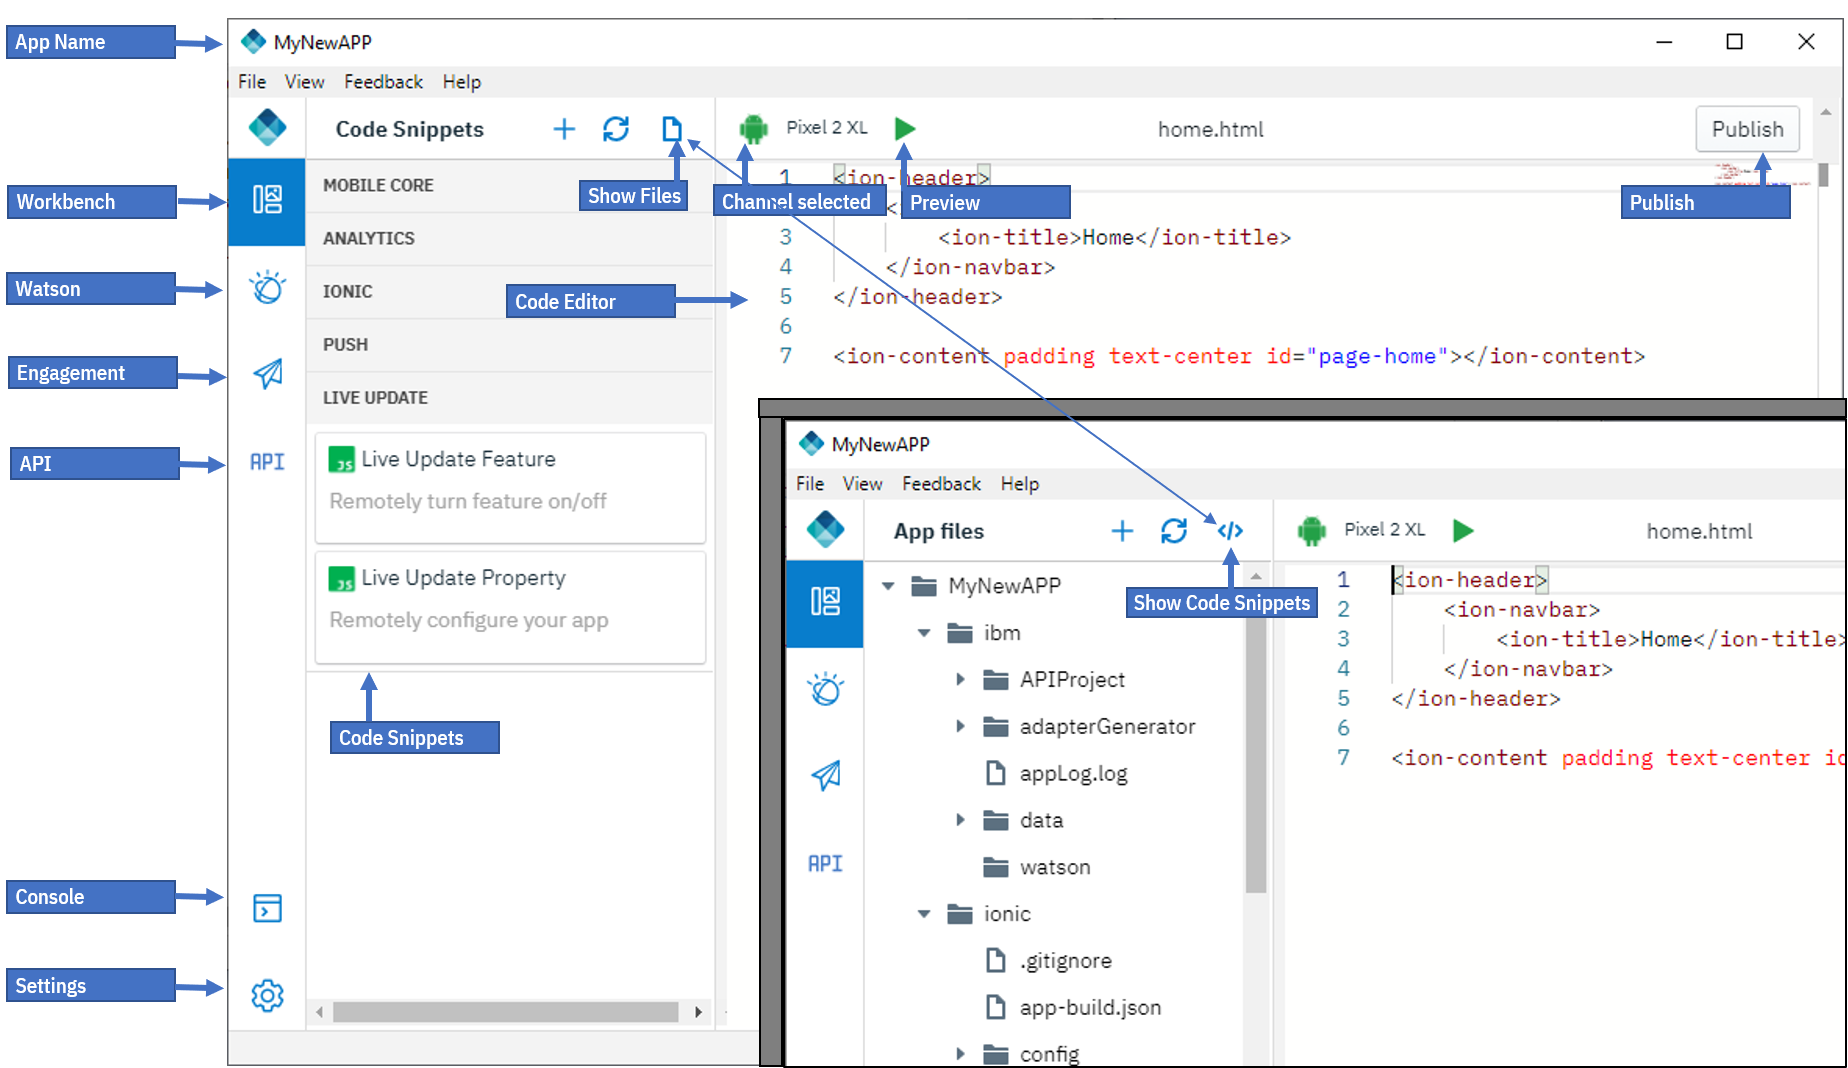 App Name
MyNewAPP
File View Feedback Help
Code Snippets
Pixel 2 XL
home.html
Publish
Workbench
Watson
Engagement
API
Console
Settings
API
MOBILE CORE
ANALYTICS
IONIC
PUSH
LIVE UPDATE
JS Live Update Feature
Remotely turn feature on/off
JS Live Update Property
Remotely configure your app
Code Snippets
Show Files
Channel selected
Preview
Publish
Code Editor
1 <ion-header>
<
3 <ion-title>Home</ion-title>
4 </ion-navbar>
5 </ion-header>
6
7 <ion-content padding text-center id="page-home"></ion-content>
MyNewAPP
File View Feedback Help
App files
</>
Pixel 2 XL
home.html
Show Code Snippets
API
MyNewAPP
ibm
APIProject
adapterGenerator
appLog.log
data
watson
ionic
.gitignore
app-build.json
config
1 <ion-header>
2 <ion-navbar>
3 <ion-title>Home</ion-title>
4 </ion-navbar>
5 </ion-header>
6
7 <ion-content padding text-center id